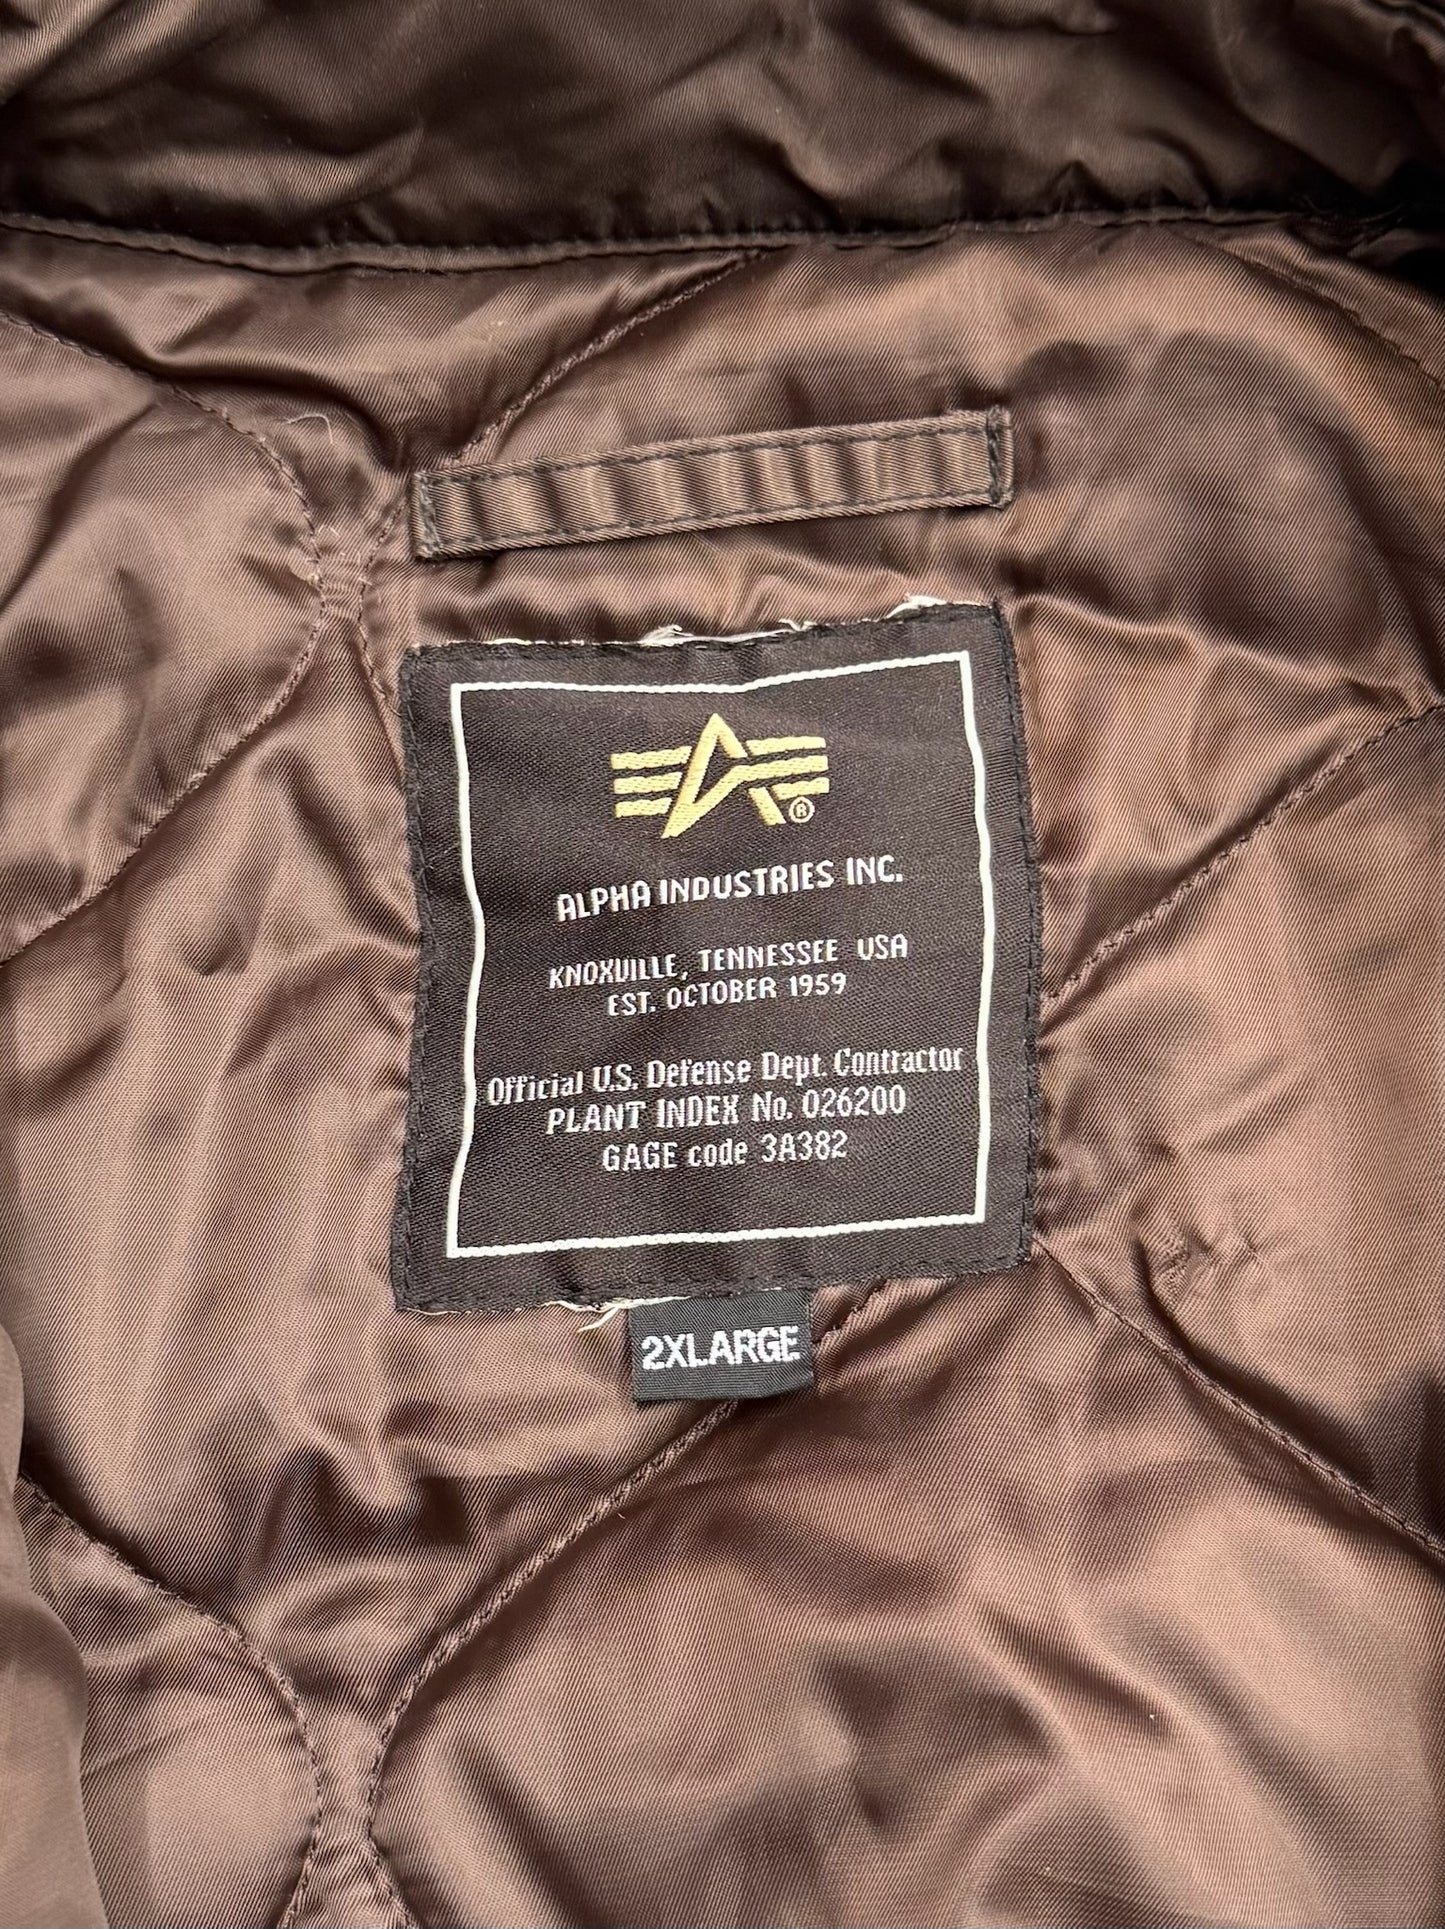 ®
ALPHA INDUSTRIES INC.
KNOXVILLE, TENNESSEE USA
EST. OCTOBER 1959
Official U.S. Defense Dept. Contractor
PLANT INDEX No. 026200
GAGE code 3A382
2XLARGE